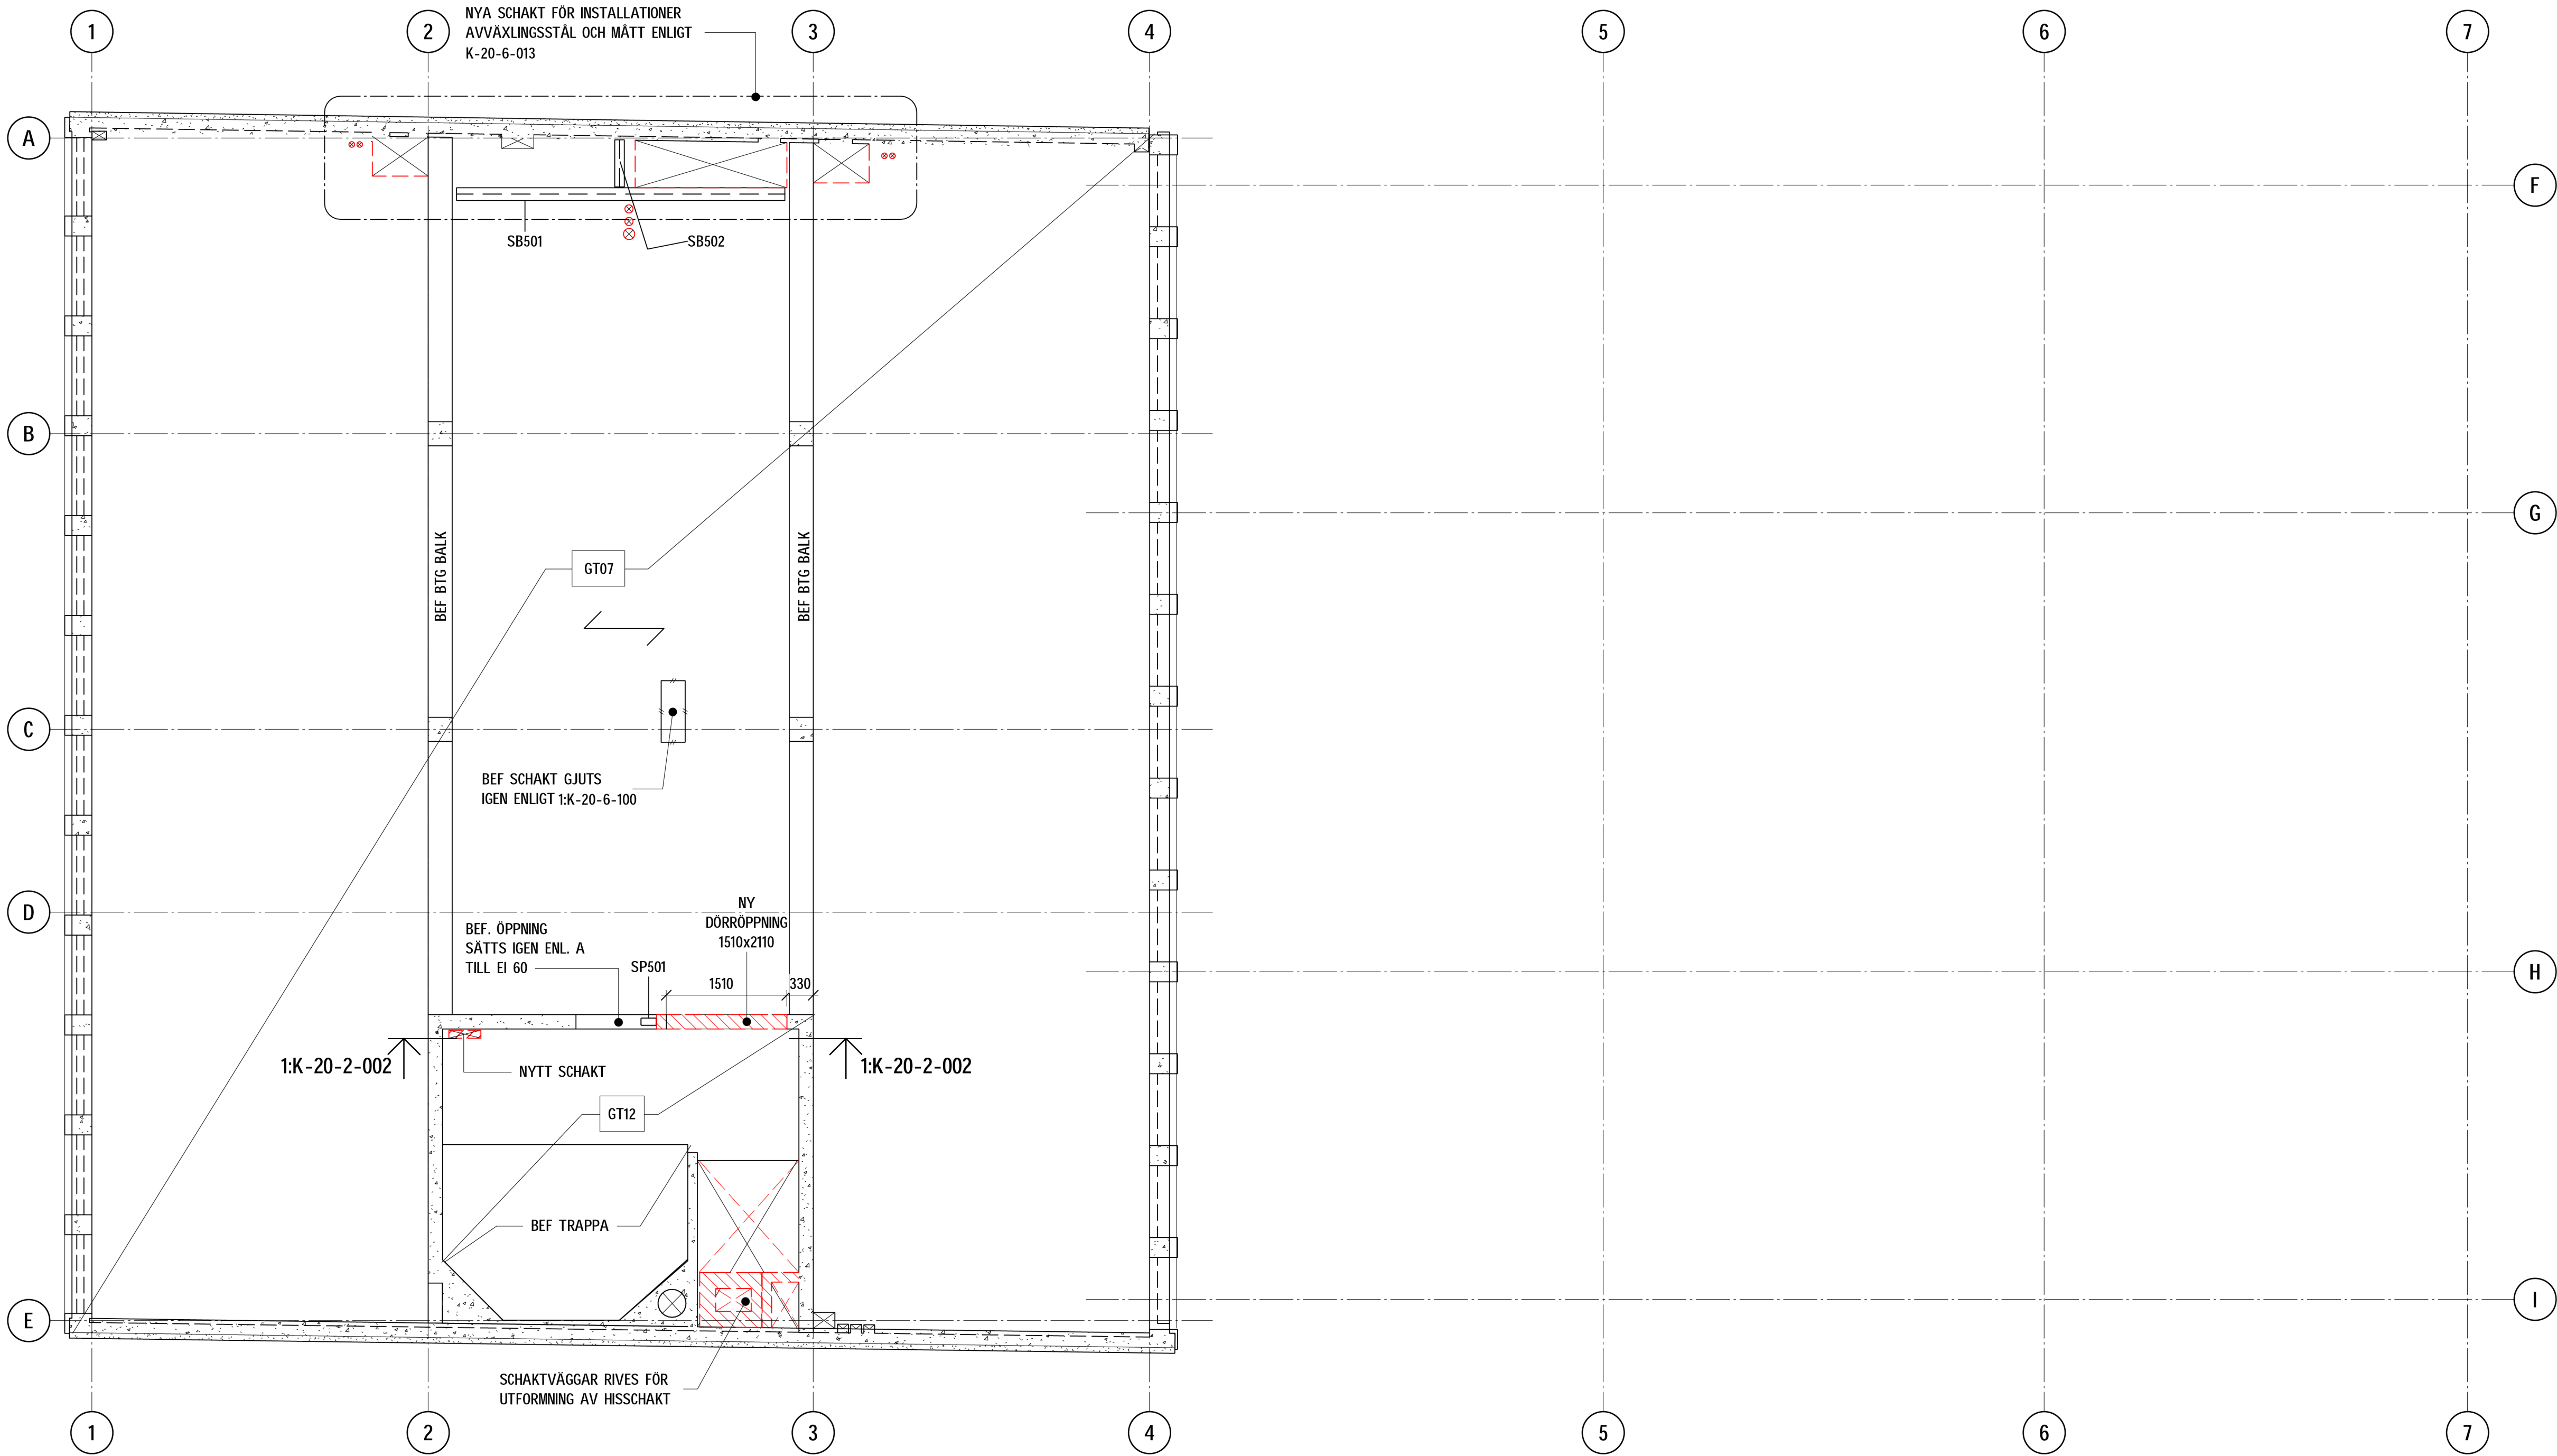 NYA SCHAKT FÖR INSTALLATIONER
AVVÄXLINGSSTÅL OCH MÅTT ENLIGT
K-20-6-013
1
2
3
4
5
6
7
A
F
SB501
SB502
B
G
BEF BTG BALK
BEF BTG BALK
GT07
C
BEF SCHAKT GJUTS
IGEN ENLIGT 1:K-20-6-100
D
NY
DÖRRÖPPNING
1510x2110
BEF. ÖPPNING
SÄTTS IGEN ENL. A
TILL EI 60
SP501
H
1510
330
1:K-20-2-002
1:K-20-2-002
NYTT SCHAKT
GT12
BEF TRAPPA
E
I
SCHAKTVÄGGAR RIVES FÖR
UTFORMNING AV HISSCHAKT
1
2
3
4
5
6
7